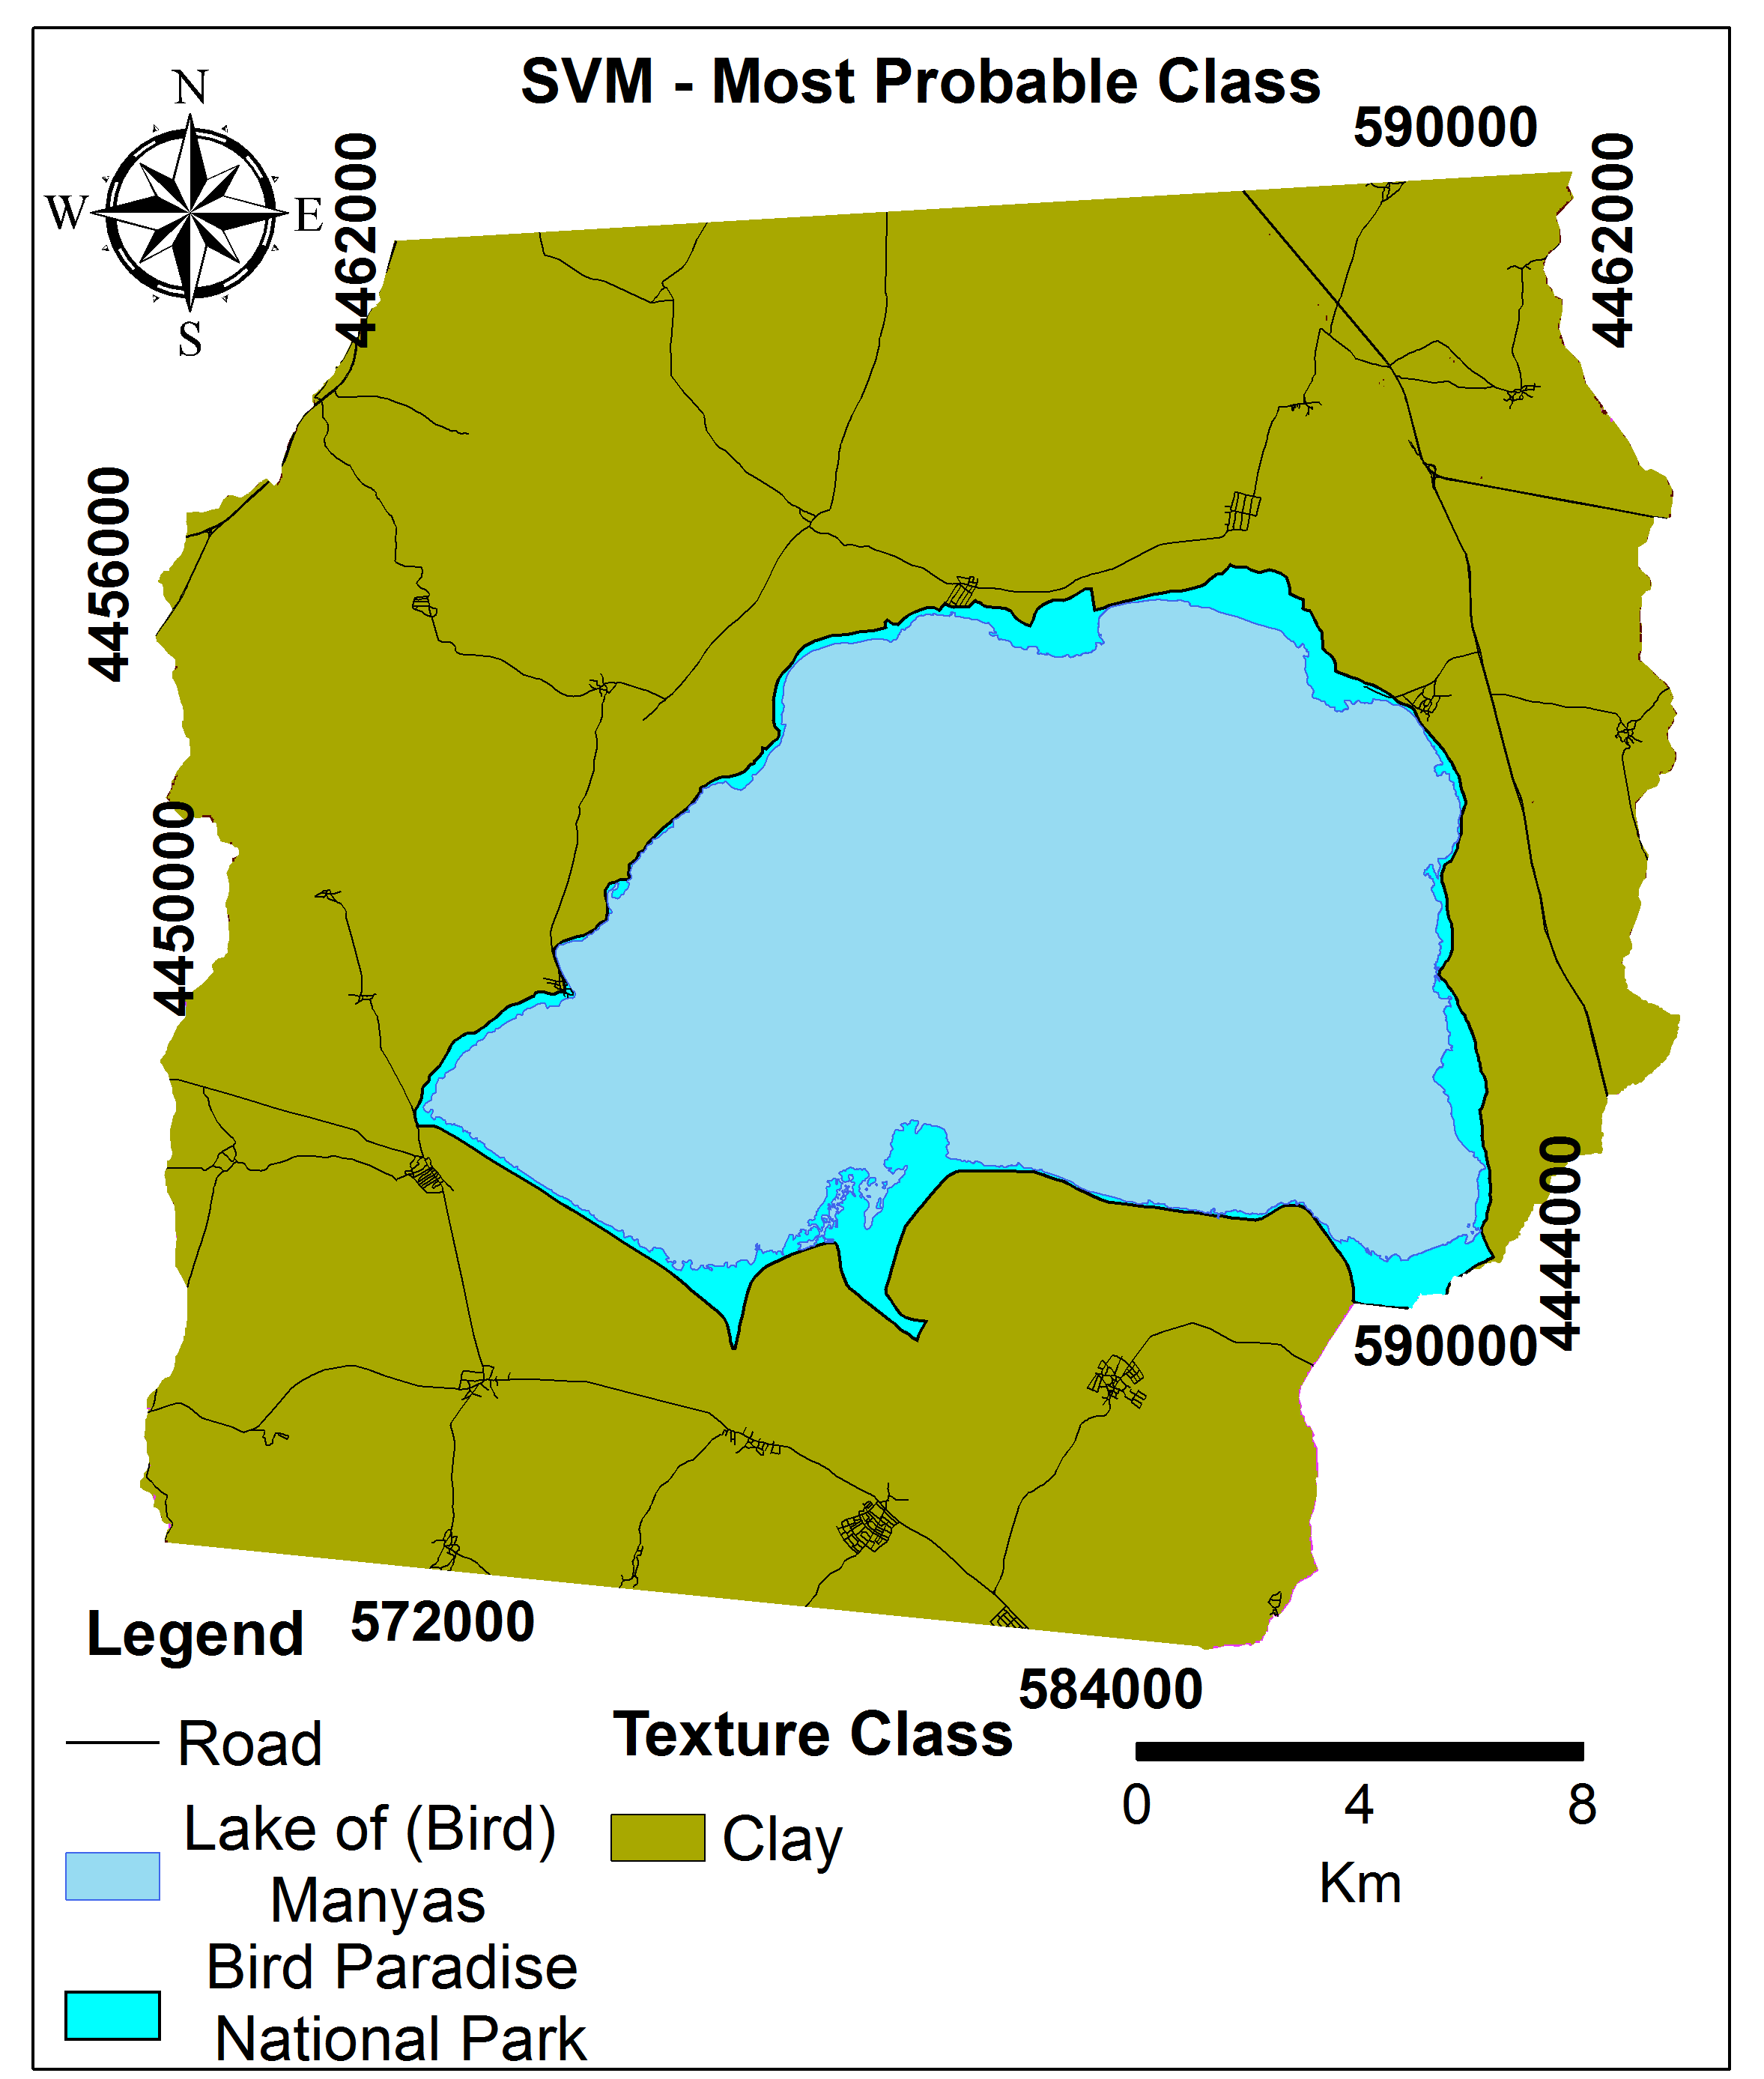 SVM - Most Probable Class
590000
N
W
E
S
4462000
4462000
4456000
4450000
4444000
590000
572000
584000
Legend
Road
Lake of (Bird)
Manyas
Bird Paradise
National Park
Texture Class
Clay
0 4 8
Km